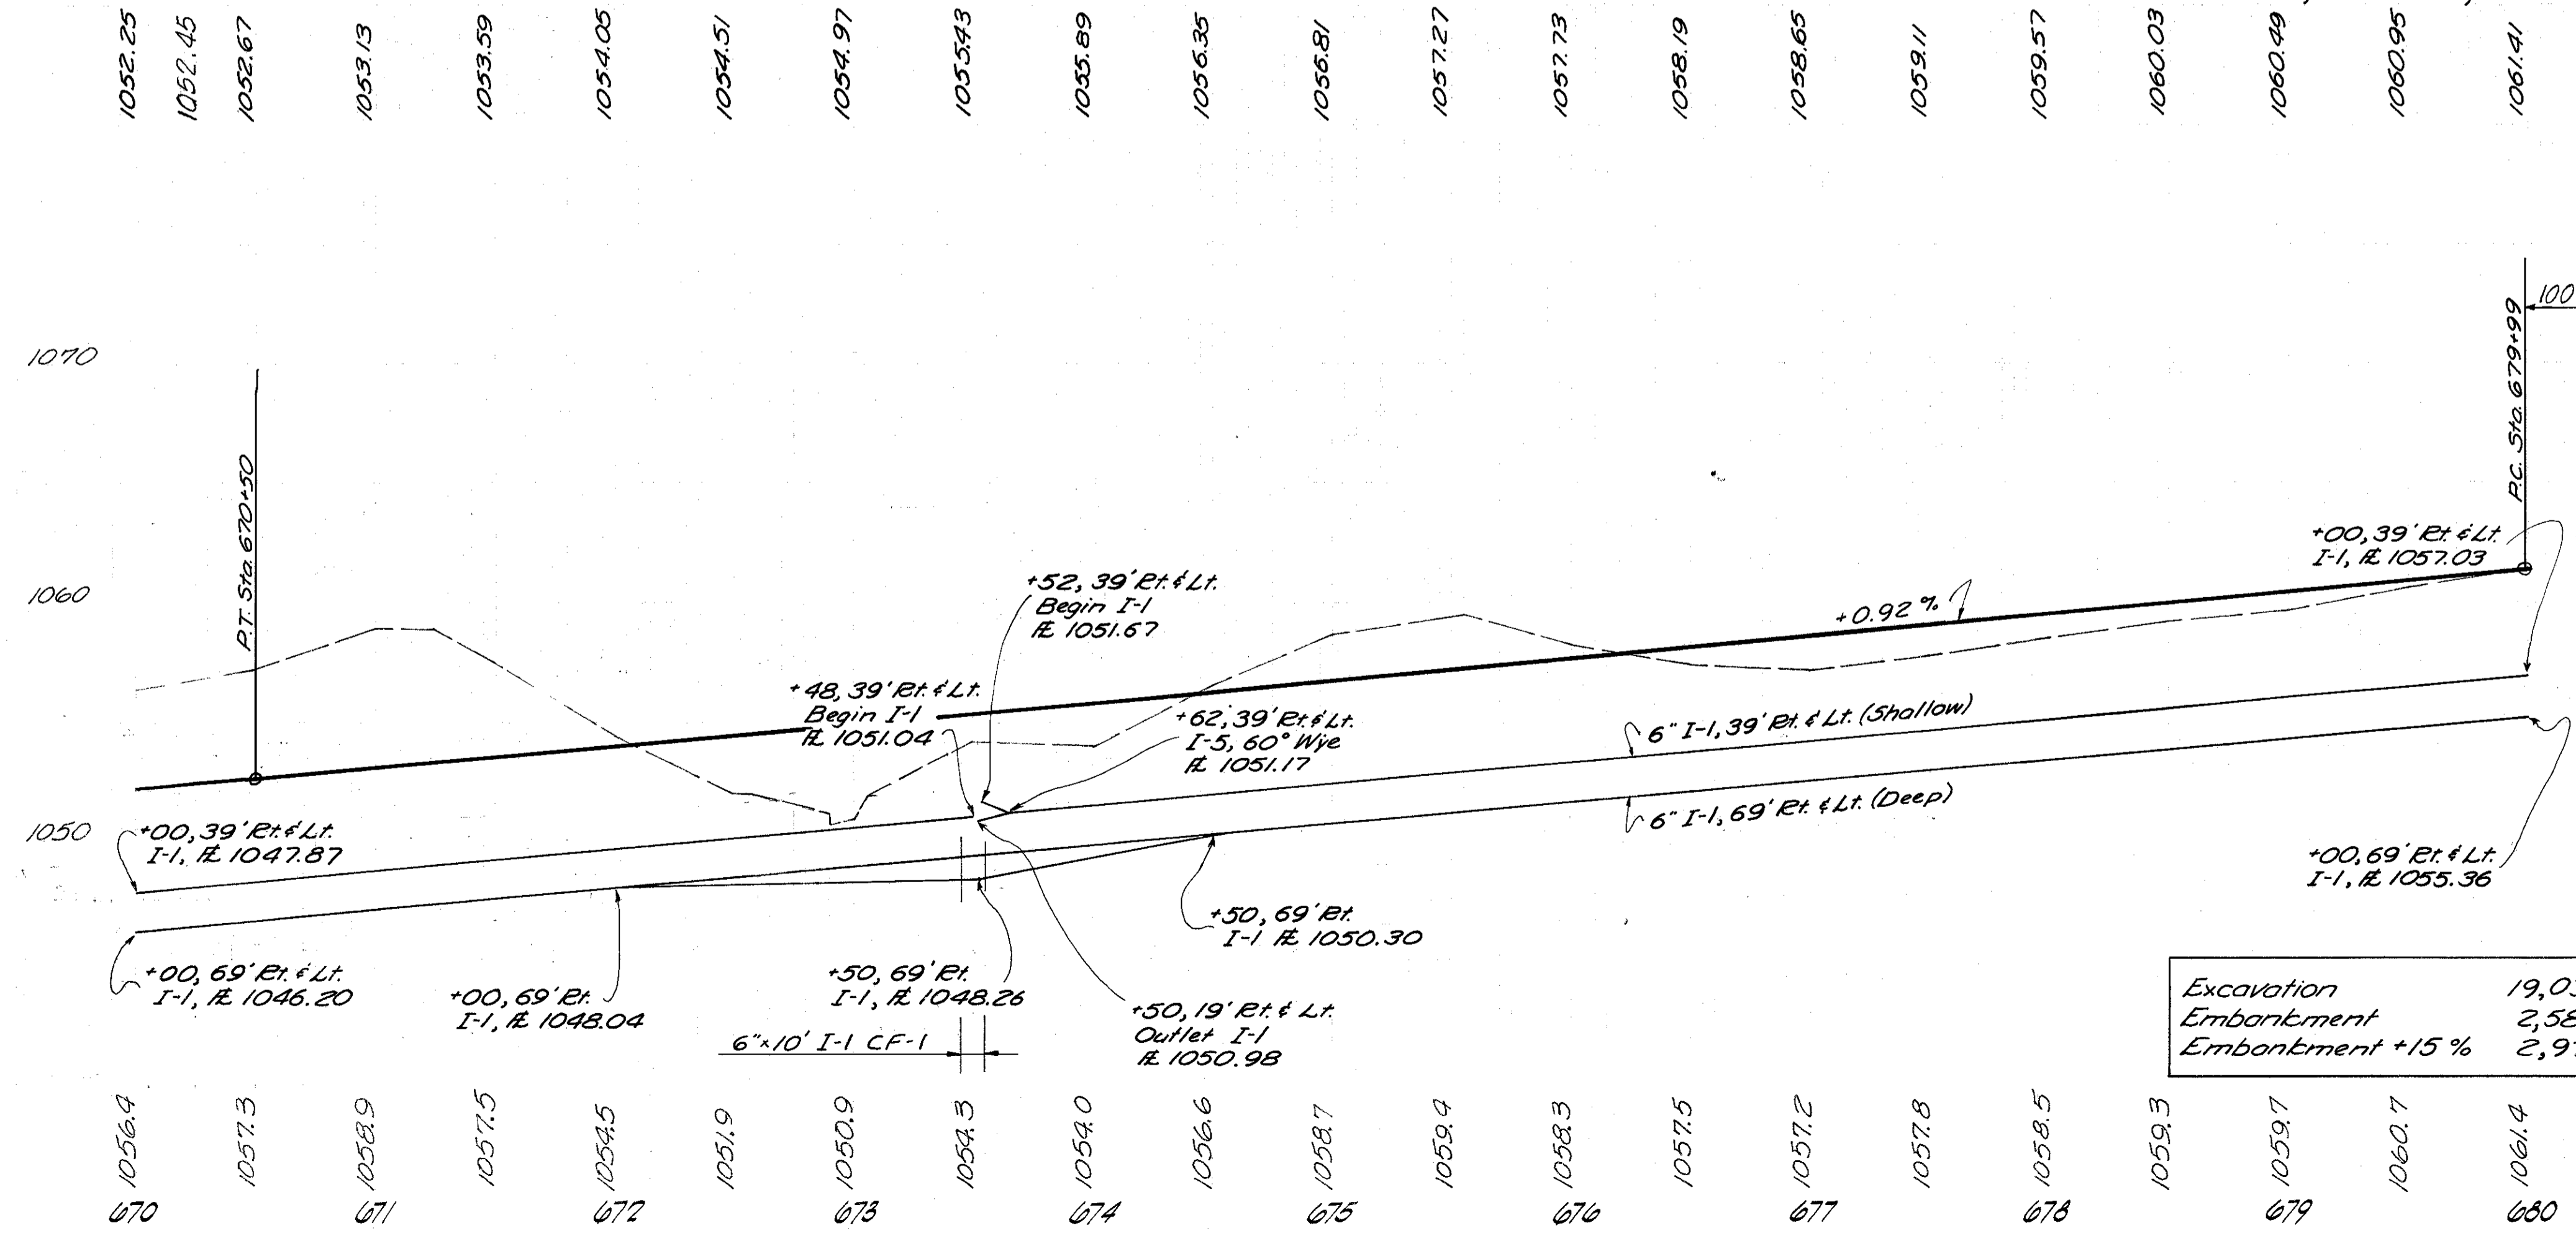 1052.25 1052.45 1052.67 1053.13 1053.59 1054.05 1054.51 1054.97 1055.43 1055.89 1056.35 1056.81 1057.27 1057.73 1058.19 1058.65 1059.11 1059.57 1060.03 1060.49 1060.95 1061.41
100
1070
1060
1050
P.T. Sta. 670+50
P.C. Sta. 679+99
+00, 39' Rt. & Lt.
I-1, FL 1057.03
+0.92 %
+52, 39' Rt. & Lt.
Begin I-1
FL 1051.67
+48, 39' Rt. & Lt.
Begin I-1
FL 1051.04
+62, 39' Rt. & Lt.
I-5, 60° Wye
FL 1051.17
6" I-1, 39' Rt. & Lt. (Shallow)
6" I-1, 69' Rt. & Lt. (Deep)
+00, 39' Rt. & Lt.
I-1, FL 1047.87
+00, 69' Rt. & Lt.
I-1, FL 1055.36
+50, 69' Rt.
I-1 FL 1050.30
+00, 69' Rt. & Lt.
I-1, FL 1046.20
+00, 69' Rt.
I-1, FL 1048.04
+50, 69' Rt.
I-1, FL 1048.26
+50, 19' Rt. & Lt.
Outlet I-1
FL 1050.98
6"x10' I-1 CF-1
Excavation 19,03
Embankment 2,58
Embankment +15 % 2,97
1056.4 1057.3 1058.9 1057.5 1054.5 1051.9 1050.9 1054.3 1054.0 1056.6 1058.7 1059.4 1058.3 1057.5 1057.2 1057.8 1058.5 1059.3 1059.7 1060.7 1061.4
670 671 672 673 674 675 676 677 678 679 680